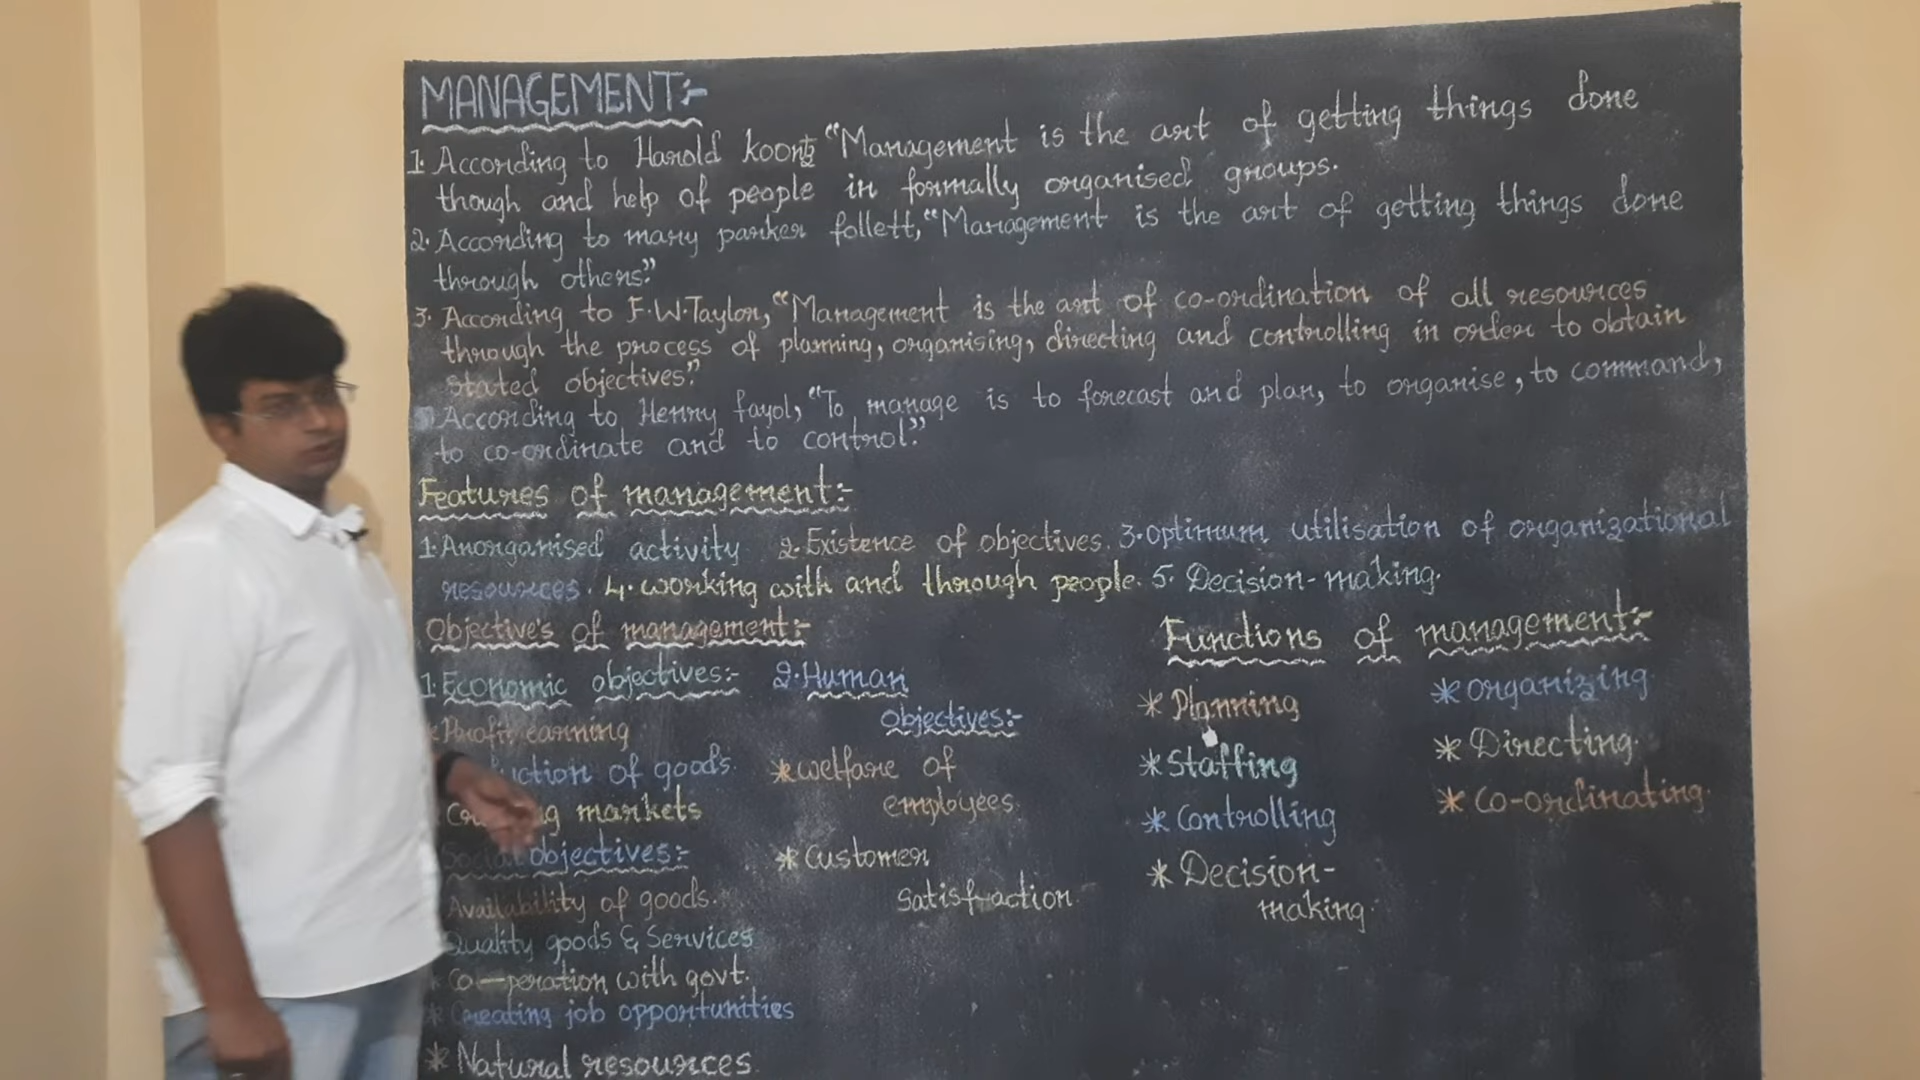 MANAGEMENT:-
1. According to Harold koontz "Management is the art of getting things done
though and help of people in formally organised groups.
2. According to mary parker follett, "Management is the art of getting things done
through others."
3. According to F.W.Taylor, "Management is the art of co-ordination of all resources
through the process of planning, organising, directing and controlling in order to obtain
stated objectives."
According to Henry fayol, "To manage is to forecast and plan, to organise, to command,
to co-ordinate and to control."
Features of management:-
1. Anorganised activity 2. Existence of objectives. 3. optimum utilisation of organizational
resources. 4. working with and through people. 5. Decision-making.
Objective's of management:-
1. Economic objectives:-
* Profit earning
of goods.
markets
Social objectives:-
Availability of goods.
Quality goods & Services
* Co-peration with govt.
* Creating job opportunities
* Natural resources
2. Human
Objectives:-
* welfare of
employees
* Customer
Satisfaction
Functions of management:-
* Planning
* Staffing
* Controlling
* Decision-
making.
* organizing
* Directing.
* Co-ordinating.